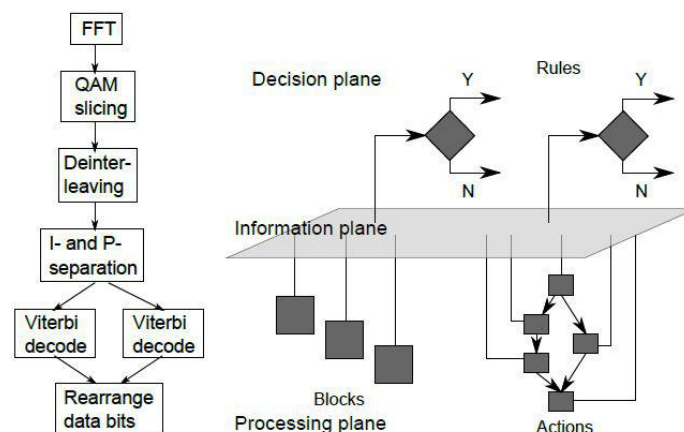 FFT
QAM
slicing
Deinter-
leaving
I- and P-
separation
Viterbi
decode
Viterbi
decode
Rearrange
data bits
Decision plane
Y
N
Rules
Y
N
Information plane
Blocks
Processing plane
Actions